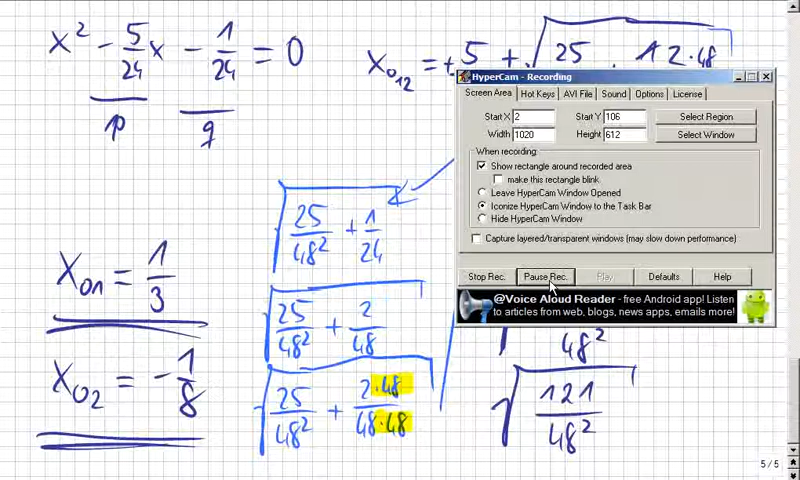 x² - 5/24 x - 1/24 = 0
p
q
x₀₁₂ = + 5 + √ 25 · 12·48
√ 25/48² + 1/24
√ 25/48² + 2/48
√ 25/48² + 2·48/48·48
x₀₁ = 1/3
x₀₂ = - 1/8
48²
√ 121/48²
HyperCam - Recording
Screen Area Hot Keys AVI File Sound Options License
Start X 2 Start Y 106 Select Region
Width 1020 Height 612 Select Window
When recording
Show rectangle around recorded area
make this rectangle blink
Leave HyperCam Window Opened
Iconize HyperCam Window to the Task Bar
Hide HyperCam Window
Capture layered/transparent windows (may slow down performance)
Stop Rec. Pause Rec. Play Defaults Help
@Voice Aloud Reader - free Android app! Listen
to articles from web, blogs, news apps, emails more!
5/5